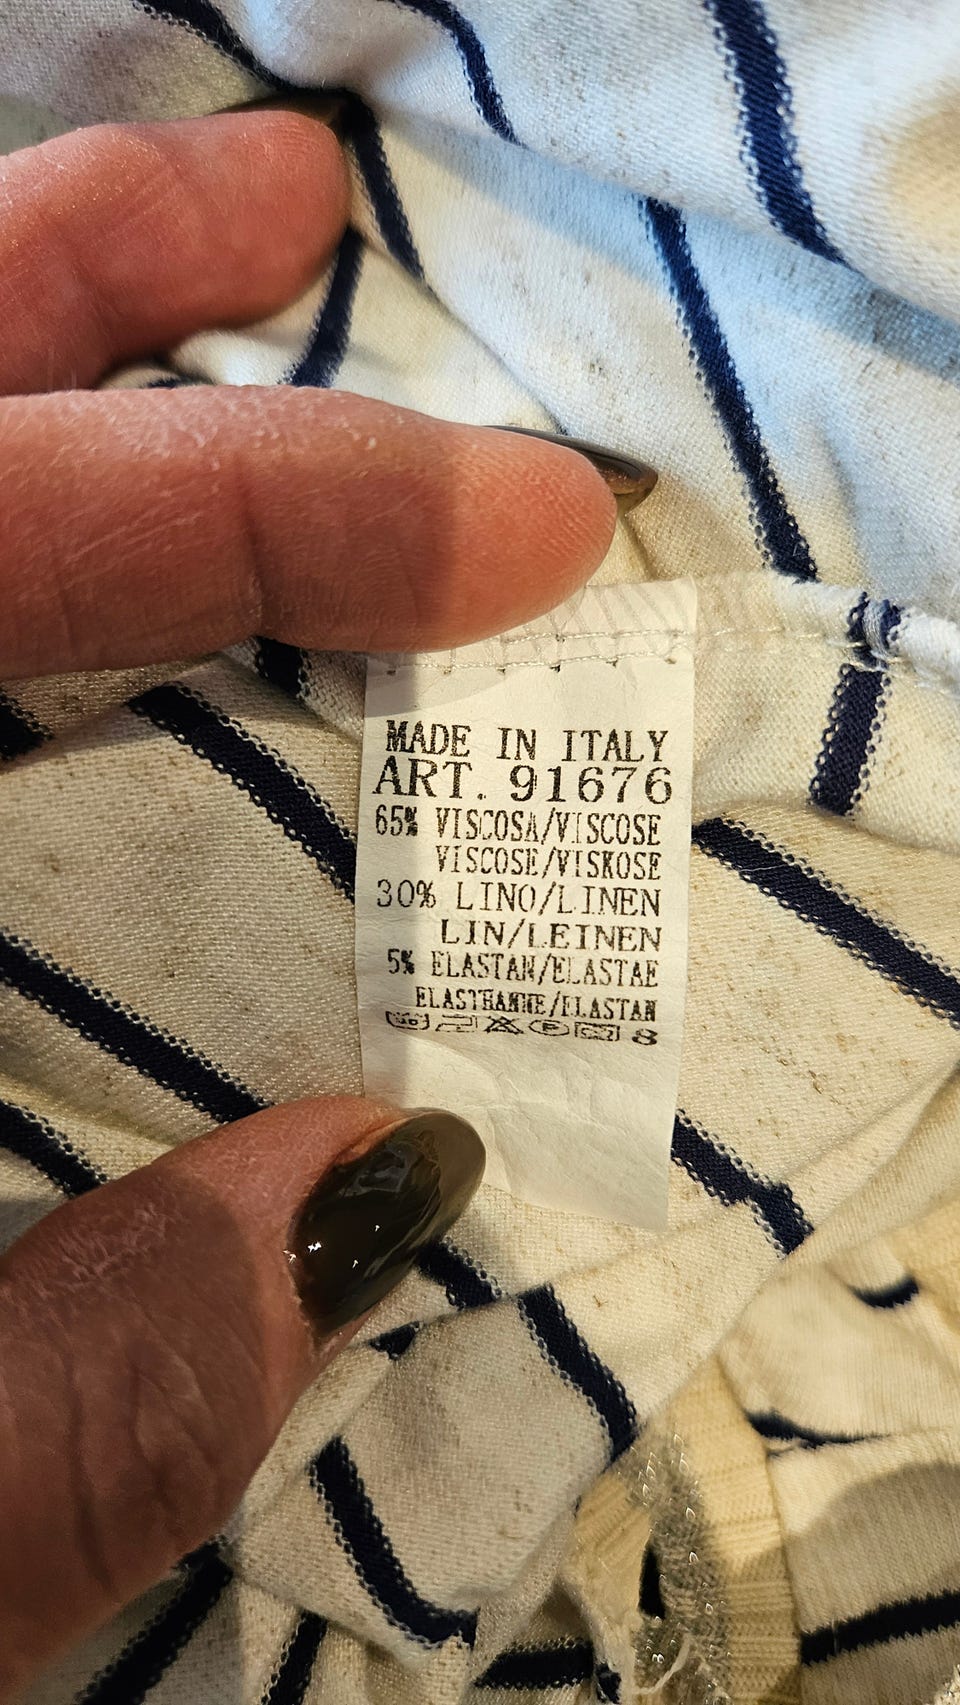 MADE IN ITALY
ART. 91676
65% VISCOSA/VISCOSE
VISCOSE/VISKOSE
30% LINO/LINEN
LIN/LEINEN
5% ELASTAN/ELASTAE
ELASTHANNE/ELASTAN
8